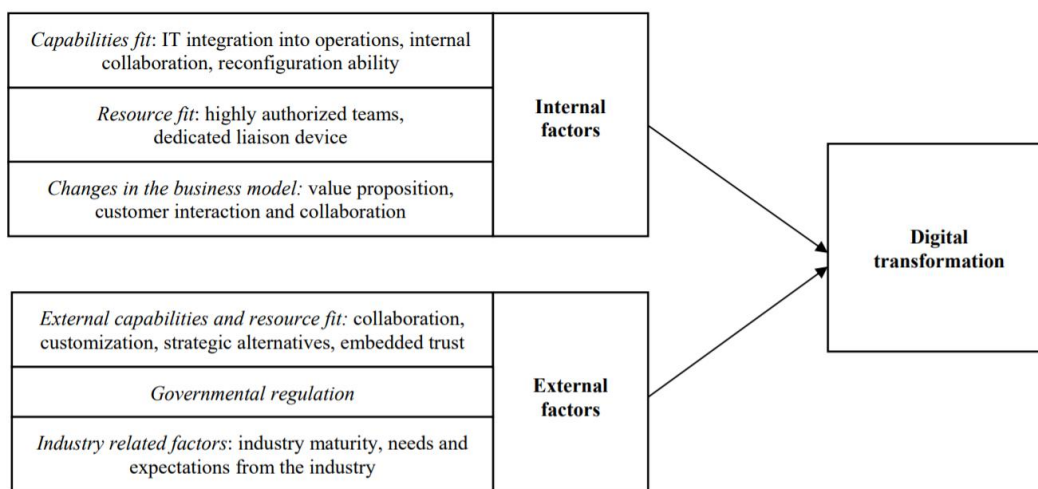 Capabilities fit: IT integration into operations, internal
collaboration, reconfiguration ability
Resource fit: highly authorized teams,
dedicated liaison device
Changes in the business model: value proposition,
customer interaction and collaboration
Internal
factors
External capabilities and resource fit: collaboration,
customization, strategic alternatives, embedded trust
Governmental regulation
Industry related factors: industry maturity, needs and
expectations from the industry
External
factors
Digital
transformation